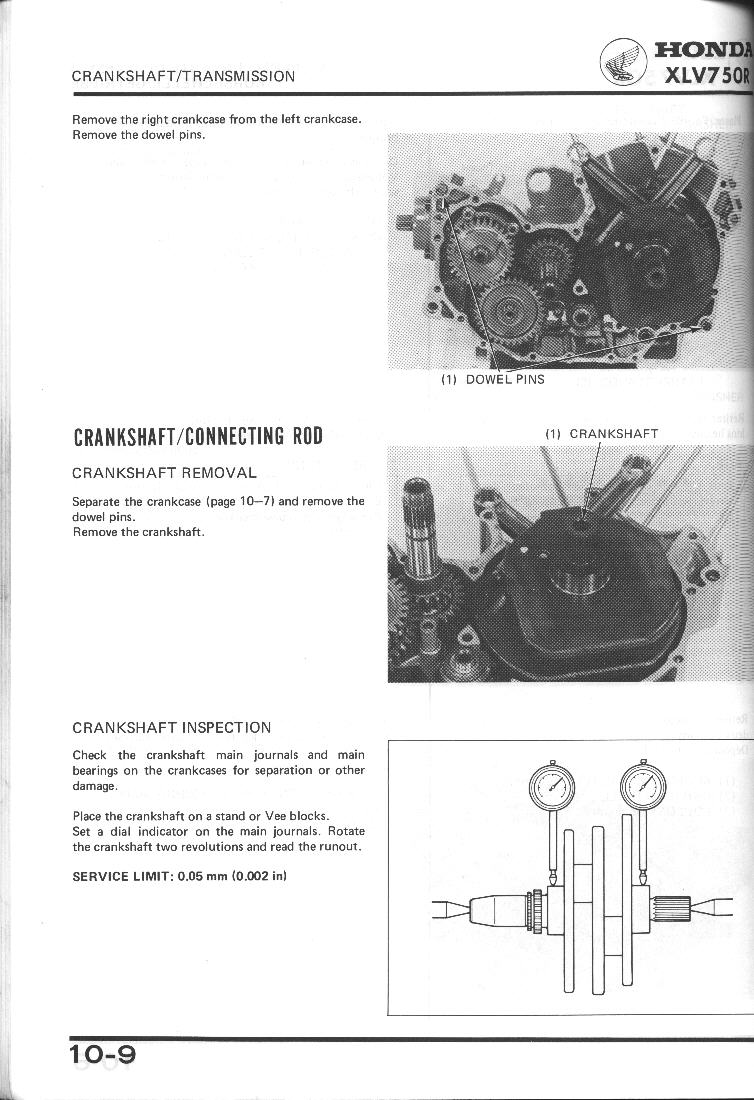 CRANKSHAFT/TRANSMISSION
HONDA
XLV750R
Remove the right crankcase from the left crankcase.
Remove the dowel pins.
(1) DOWEL PINS
CRANKSHAFT/CONNECTING ROD
CRANKSHAFT REMOVAL
Separate the crankcase (page 10—7) and remove the
dowel pins.
Remove the crankshaft.
(1) CRANKSHAFT
CRANKSHAFT INSPECTION
Check the crankshaft main journals and main
bearings on the crankcases for separation or other
damage.
Place the crankshaft on a stand or Vee blocks.
Set a dial indicator on the main journals. Rotate
the crankshaft two revolutions and read the runout.
SERVICE LIMIT: 0.05 mm (0.002 in)
10-9